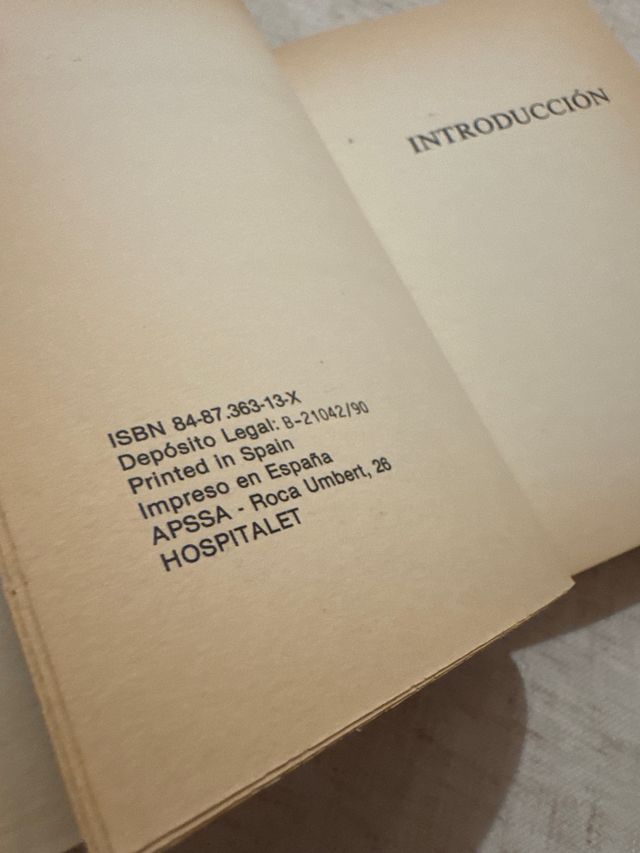 ISBN 84-87.363-13-X
Depósito Legal: B-21042/90
Printed in Spain
Impreso en España
APSSA - Roca Umbert, 26
HOSPITALET
INTRODUCCIÓN